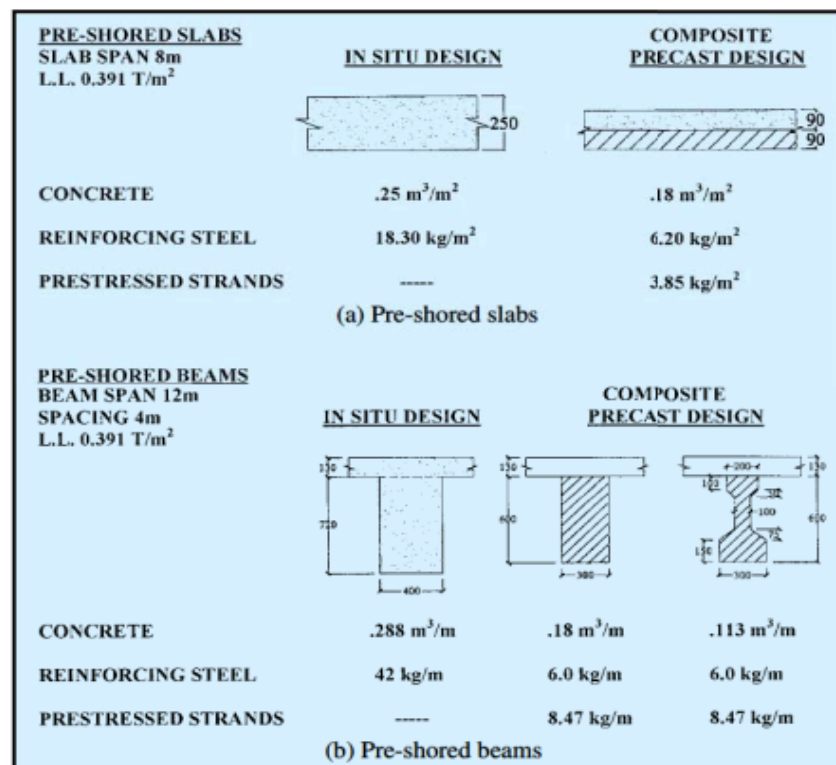 PRE-SHORED SLABS
SLAB SPAN 8m
L.L. 0.391 T/m²
IN SITU DESIGN
COMPOSITE
PRECAST DESIGN
250
90
90
CONCRETE .25 m³/m² .18 m³/m²
REINFORCING STEEL 18.30 kg/m² 6.20 kg/m²
PRESTRESSED STRANDS ----- 3.85 kg/m²
(a) Pre-shored slabs
PRE-SHORED BEAMS
BEAM SPAN 12m
SPACING 4m
L.L. 0.391 T/m²
IN SITU DESIGN
COMPOSITE
PRECAST DESIGN
130
720
400
130
600
300
200
100
100
75
150
300
130
600
CONCRETE .288 m³/m .18 m³/m .113 m³/m
REINFORCING STEEL 42 kg/m 6.0 kg/m 6.0 kg/m
PRESTRESSED STRANDS ----- 8.47 kg/m 8.47 kg/m
(b) Pre-shored beams